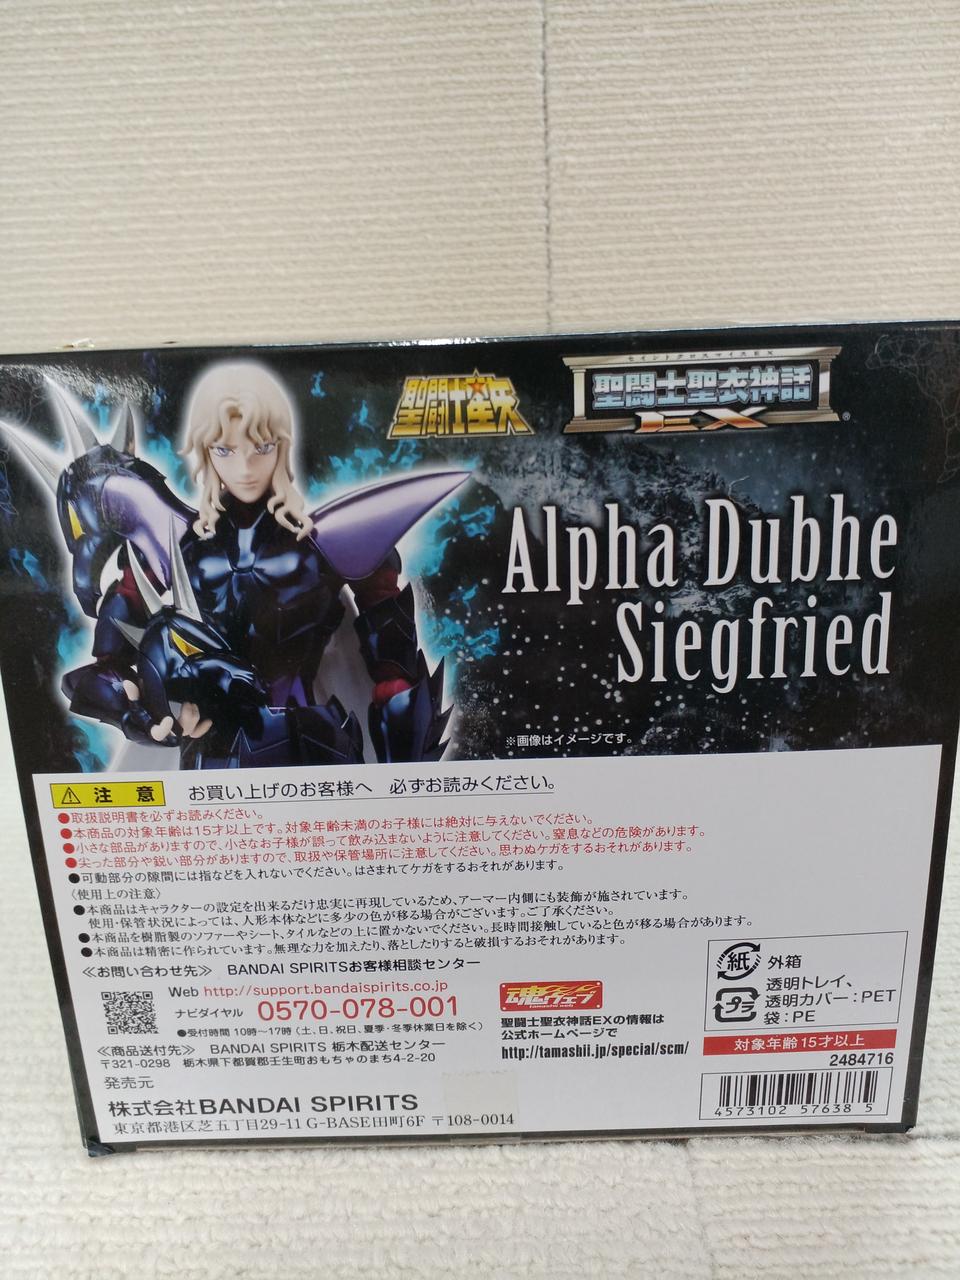 聖闘士星矢
セイントクロスマイスEX
聖闘士聖衣神話
EX
®
Alpha Dubhe
Siegfried
※画像はイメージです。
⚠ 注意 お買い上げのお客様へ 必ずお読みください。
●取扱説明書を必ずお読みください。
●本商品の対象年齢は15才以上です。対象年齢未満のお子様には絶対に与えないでください。
●小さな部品がありますので、小さなお子様が誤って飲み込まないように注意してください。窒息などの危険があります。
●尖った部分や鋭い部分がありますので、取扱や保管場所に注意してください。思わぬケガをするおそれがあります。
●可動部分の隙間には指などを入れないでください。はさまれてケガをするおそれがあります。
〈使用上の注意〉
●本商品はキャラクターの設定を出来るだけ忠実に再現しているため、アーマー内側にも装飾が施されています。
使用・保管状況によっては、人形本体などに多少の色が移る場合がございます。ご了承ください。
●本商品を樹脂製のソファーやシート、タイルなどの上に置かないでください。長時間接触していると色が移る場合があります。
●本商品は精密に作られています。無理な力を加えたり、落としたりすると破損するおそれがあります。
≪お問い合わせ先≫ BANDAI SPIRITSお客様相談センター
Web http://support.bandaispirits.co.jp
ナビダイヤル 0570-078-001
●受付時間 10時〜17時（土、日、祝日、夏季・冬季休業日を除く）
≪商品送付先≫ BANDAI SPIRITS 栃木配送センター
〒321-0298 栃木県下都賀郡壬生町おもちゃのまち4-2-20
発売元
株式会社BANDAI SPIRITS
東京都港区芝五丁目29-11 G-BASE田町6F 〒108-0014
魂ウェブ
tamashii web
聖闘士聖衣神話EXの情報は
公式ホームページで
http://tamashii.jp/special/scm/
紙 外箱
プラ 透明トレイ、
透明カバー：PET
袋：PE
対象年齢15才以上
2484716
4573102 57638 5